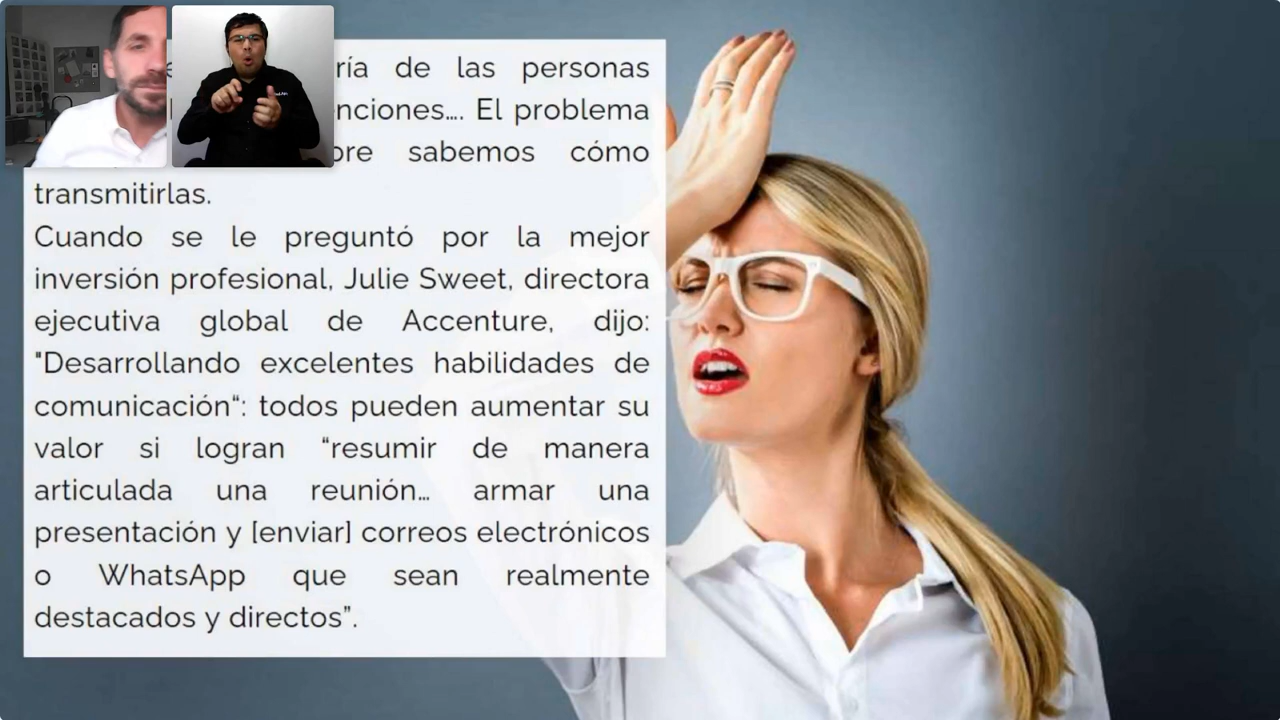 ría de las personas
nciones.... El problema
sabemos cómo
transmitirlas.
Cuando se le preguntó por la mejor
inversión profesional, Julie Sweet, directora
ejecutiva global de Accenture, dijo:
"Desarrollando excelentes habilidades de
comunicación“: todos pueden aumentar su
valor si logran “resumir de manera
articulada una reunión… armar una
presentación y [enviar] correos electrónicos
o WhatsApp que sean realmente
destacados y directos”.